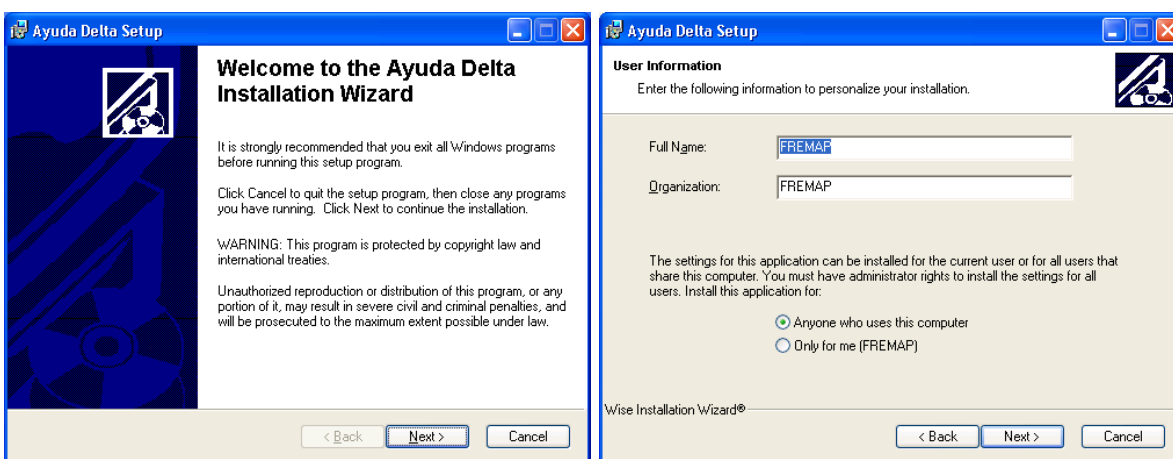 Ayuda Delta Setup
Welcome to the Ayuda Delta
Installation Wizard
It is strongly recommended that you exit all Windows programs
before running this setup program.
Click Cancel to quit the setup program, then close any programs
you have running. Click Next to continue the installation.
WARNING: This program is protected by copyright law and
international treaties.
Unauthorized reproduction or distribution of this program, or any
portion of it, may result in severe civil and criminal penalties, and
will be prosecuted to the maximum extent possible under law.
< Back
Next >
Cancel
Ayuda Delta Setup
User Information
Enter the following information to personalize your installation.
Full Name:
FREMAP
Organization:
FREMAP
The settings for this application can be installed for the current user or for all users that
share this computer. You must have administrator rights to install the settings for all
users. Install this application for:
Anyone who uses this computer
Only for me (FREMAP)
Wise Installation Wizard®
< Back
Next >
Cancel